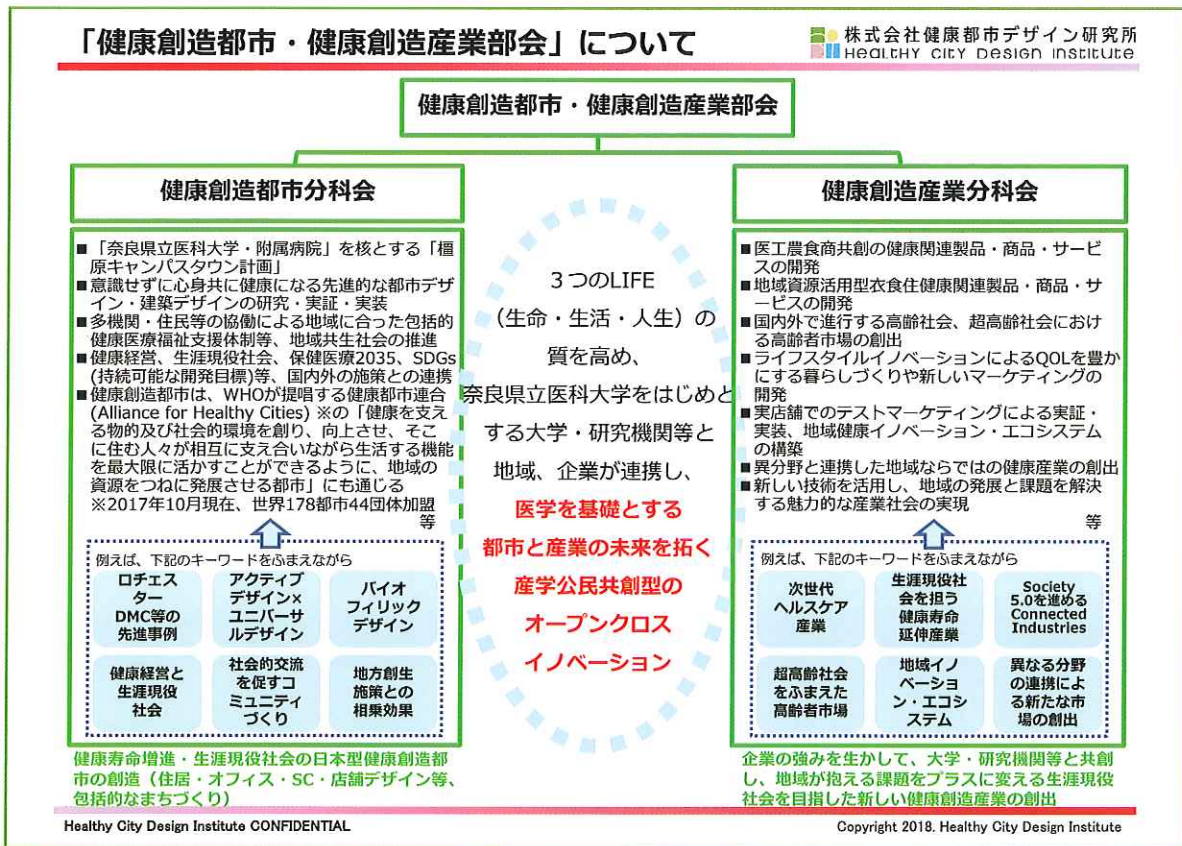 「健康創造都市・健康創造産業部会」について
株式会社健康都市デザイン研究所
HEALTHY CITY DESIGN INSTITUTE
健康創造都市・健康創造産業部会
健康創造都市分科会
■「奈良県立医科大学・附属病院」を核とする「橿
原キャンパスタウン計画」
■意識せずに心身共に健康になる先進的な都市デザ
イン・建築デザインの研究・実証・実装
■多機関・住民等の協働による地域に合った包括的
健康医療福祉支援体制等、地域共生社会の推進
■健康経営、生涯現役社会、保健医療2035、SDGs
(持続可能な開発目標)等、国内外の施策との連携
■健康創造都市は、WHOが提唱する健康都市連合
(Alliance for Healthy Cities) ※の「健康を支え
る物的及び社会的環境を創り、向上させ、そこ
に住む人々が相互に支え合いながら生活する機能
を最大限に活かすことができるように、地域の
資源をつねに発展させる都市」にも通じる
※2017年10月現在、世界178都市44団体加盟
等
例えば、下記のキーワードをふまえながら
ロチェス
ター
DMC等の
先進事例
アクティブ
デザイン×
ユニバーサ
ルデザイン
バイオ
フィリック
デザイン
健康経営と
生涯現役
社会
社会的交流
を促すコ
ミュニティ
づくり
地方創生
施策との
相乗効果
健康寿命増進・生涯現役社会の日本型健康創造都
市の創造（住居・オフィス・SC・店舗デザイン等、
包括的なまちづくり）
３つのLIFE
（生命・生活・人生）の
質を高め、
奈良県立医科大学をはじめと
する大学・研究機関等と
地域、企業が連携し、
医学を基礎とする
都市と産業の未来を拓く
産学公民共創型の
オープンクロス
イノベーション
健康創造産業分科会
■医工農食商共創の健康関連製品・商品・サービ
スの開発
■地域資源活用型衣食住健康関連製品・商品・サ
ービスの開発
■国内外で進行する高齢社会、超高齢社会におけ
る高齢者市場の創出
■ライフスタイルイノベーションによるQOLを豊か
にする暮らしづくりや新しいマーケティングの
開発
■実店舗でのテストマーケティングによる実証・
実装、地域健康イノベーション・エコシステム
の構築
■異分野と連携した地域ならではの健康産業の創出
■新しい技術を活用し、地域の発展と課題を解決
する魅力的な産業社会の実現
等
例えば、下記のキーワードをふまえながら
次世代
ヘルスケア
産業
生涯現役社
会を担う
健康寿命
延伸産業
Society
5.0を進める
Connected
Industries
超高齢社会
をふまえた
高齢者市場
地域イノ
ベーショ
ン・エコシ
ステム
異なる分野
の連携によ
る新たな市
場の創出
企業の強みを生かして、大学・研究機関等と共創
し、地域が抱える課題をプラスに変える生涯現役
社会を目指した新しい健康創造産業の創出
Healthy City Design Institute CONFIDENTIAL
Copyright 2018. Healthy City Design Institute